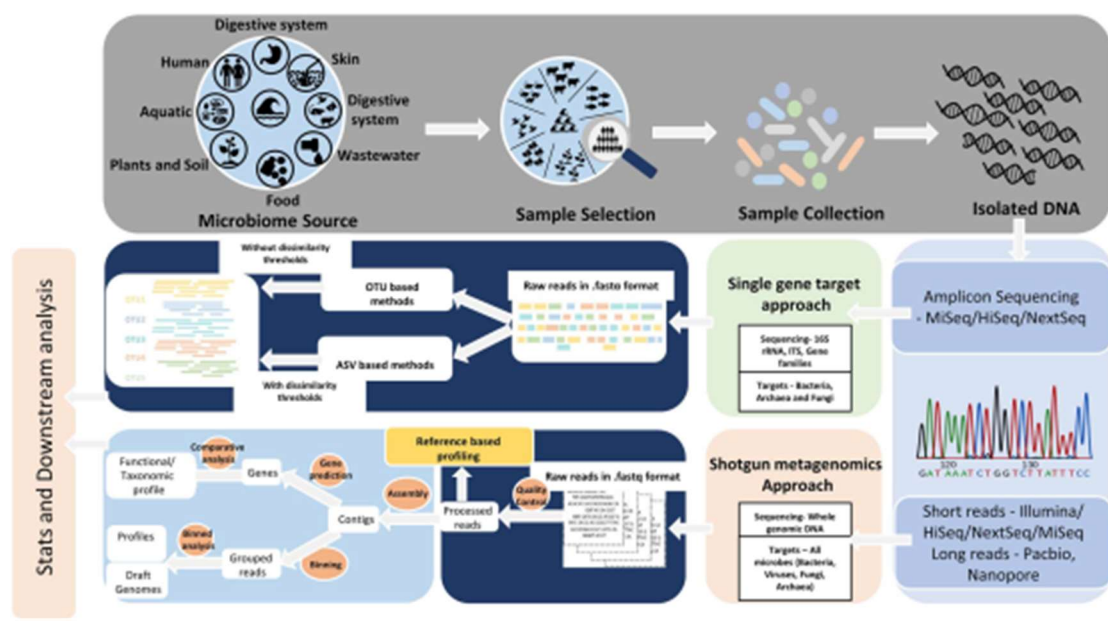 Digestive system
Human
Skin
Aquatic
Digestive
system
Plants and Soil
Wastewater
Food
Microbiome Source
Sample Selection
Sample Collection
Isolated DNA
Stats and Downstream analysis
Without dissimilarity
thresholds
OTU based
methods
Raw reads in .fastq format
ASV based methods
With dissimilarity
thresholds
Single gene target
approach
Sequencing- 16S
rRNA, ITS, Gene
families
Targets - Bacteria,
Archaea and Fungi
Amplicon Sequencing
- MiSeq/HiSeq/NextSeq
120
130
GATAAATCTGGTCTTATTTCC
Reference based
profiling
Comparative
analysis
Functional/
Taxonomic
profile
Genes
Gene
prediction
Assembly
Quality
Control
Raw reads in .fastq format
Contigs
Processed
reads
Profiles
Binned
analysis
Grouped
reads
Binning
Draft
Genomes
Shotgun metagenomics
Approach
Sequencing- Whole
genomic DNA
Targets – All
microbes (Bacteria,
Viruses, Fungi,
Archaea)
Short reads - Illumina/
HiSeq/NextSeq/MiSeq
Long reads - Pacbio,
Nanopore